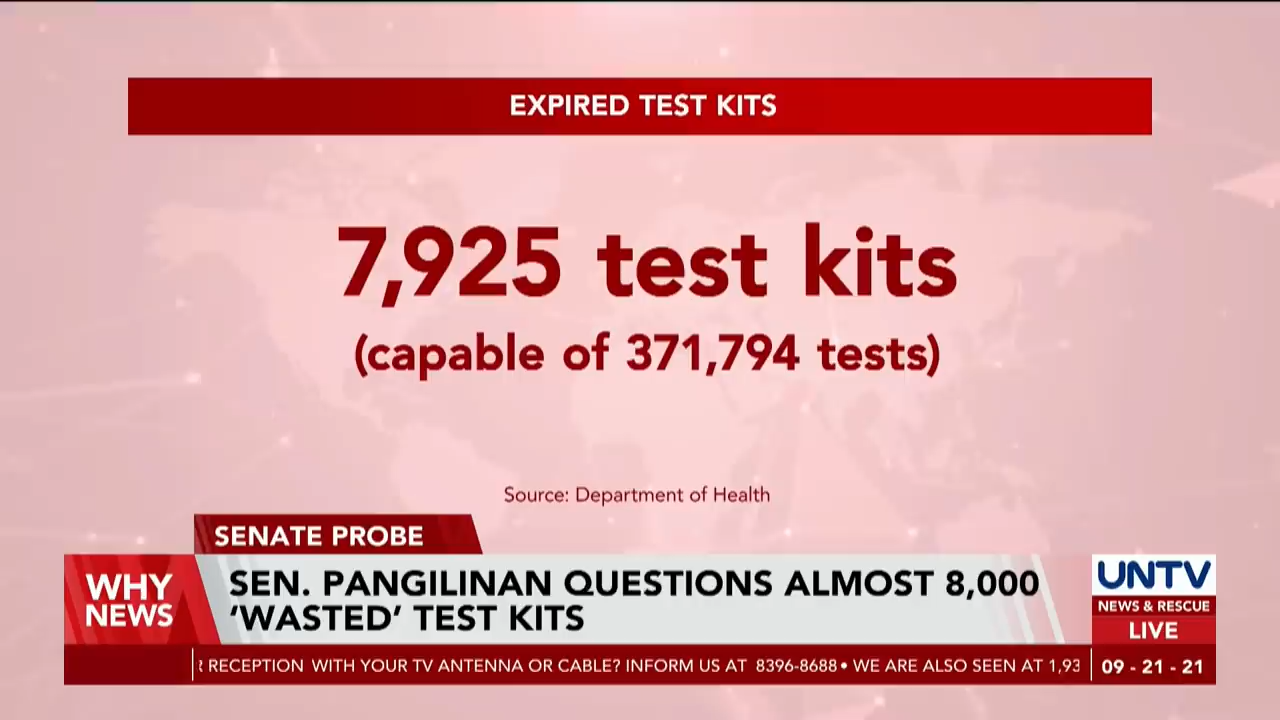 EXPIRED TEST KITS
7,925 test kits
(capable of 371,794 tests)
Source: Department of Health
SENATE PROBE
WHY
NEWS
SEN. PANGILINAN QUESTIONS ALMOST 8,000
‘WASTED’ TEST KITS
UNTV
NEWS & RESCUE
LIVE
RECEPTION WITH YOUR TV ANTENNA OR CABLE? INFORM US AT 8396-8688 • WE ARE ALSO SEEN AT 1,93
09 - 21 - 21